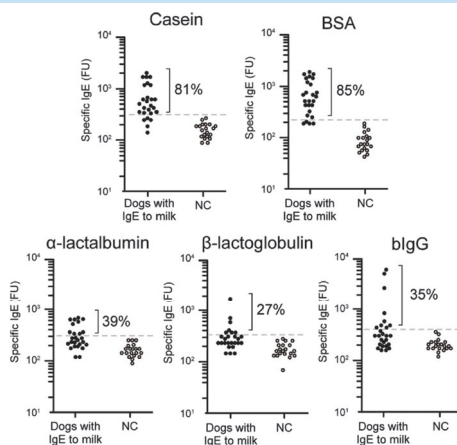 Casein
BSA
Specific IgE (FU)
10⁴
10³
10²
10¹
81%
Dogs with
IgE to milk
NC
Specific IgE (FU)
10⁴
10³
10²
10¹
85%
Dogs with
IgE to milk
NC
α-lactalbumin
β-lactoglobulin
bIgG
Specific IgE (FU)
10⁴
10³
10²
10¹
39%
Dogs with
IgE to milk
NC
Specific IgE (FU)
10⁴
10³
10²
10¹
27%
Dogs with
IgE to milk
NC
Specific IgE (FU)
10⁴
10³
10²
10¹
35%
Dogs with
IgE to milk
NC